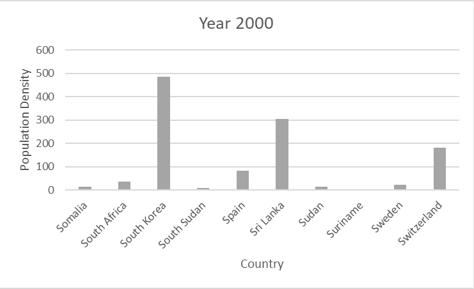 Year 2000
Population Density
600
500
400
300
200
100
0
Somalia
South Africa
South Korea
South Sudan
Spain
Sri Lanka
Sudan
Suriname
Sweden
Switzerland
Country